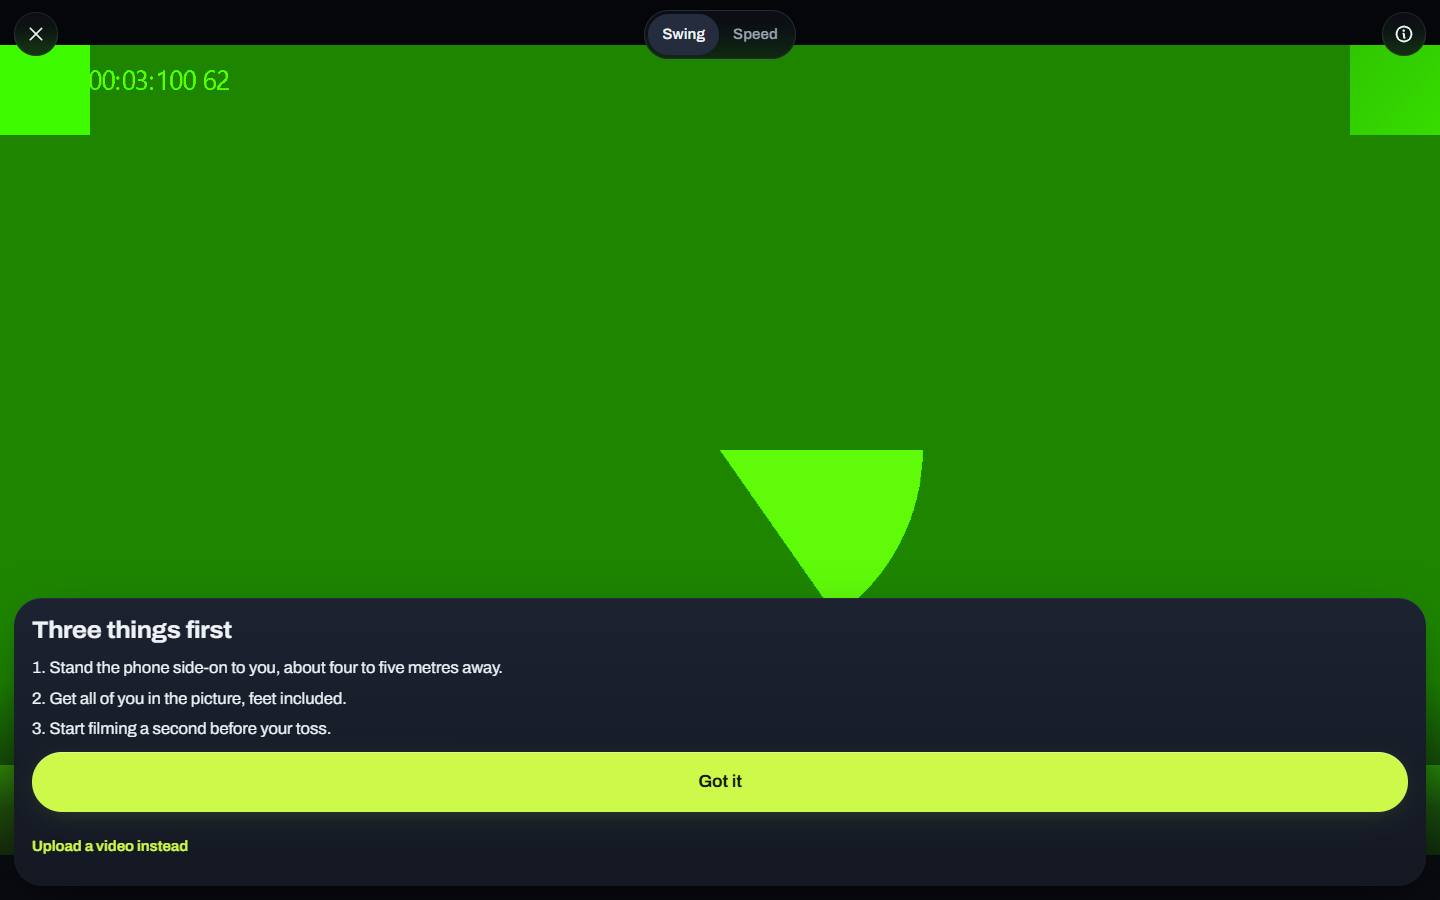 Swing Speed
00:03:100 62
Three things first
1. Stand the phone side-on to you, about four to five metres away.
2. Get all of you in the picture, feet included.
3. Start filming a second before your toss.
Got it
Upload a video instead